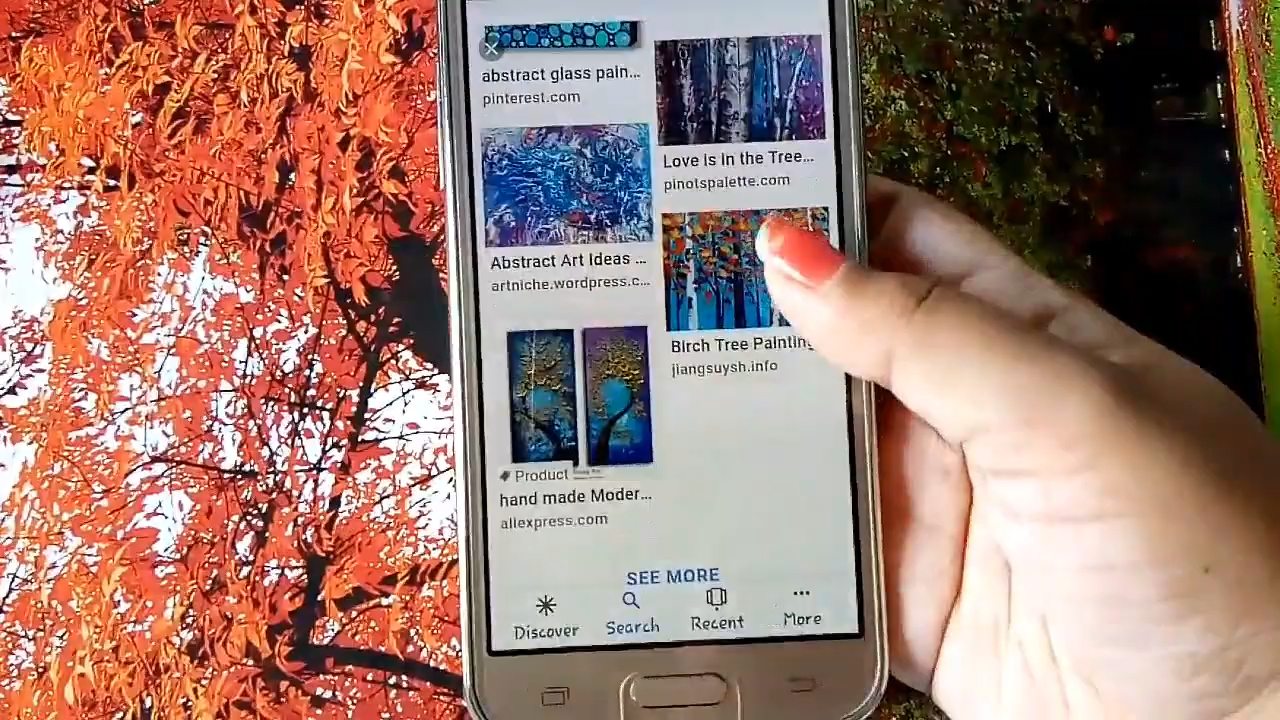 abstract glass pain...
pinterest.com
Abstract Art Ideas ...
artniche.wordpress.c...
Product
hand made Moder...
aliexpress.com
Love Is in the Tree...
pinotspalette.com
Birch Tree Painting
jiangsuysh.info
SEE MORE
Discover
Search
Recent
More